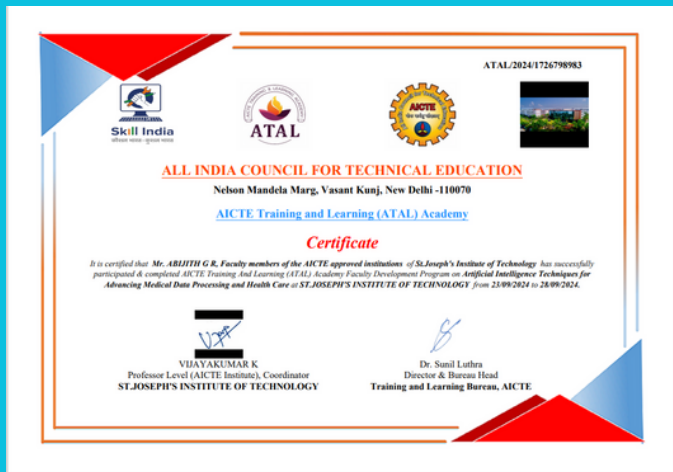 ATAL/2024/1726798983
Skill India
कौशल भारत - कुशल भारत
ATAL
AICTE
ALL INDIA COUNCIL FOR TECHNICAL EDUCATION
Nelson Mandela Marg, Vasant Kunj, New Delhi -110070
AICTE Training and Learning (ATAL) Academy
Certificate
It is certified that Mr. ABIJITH G R, Faculty members of the AICTE approved institutions of St.Joseph's Institute of Technology has successfully
participated & completed AICTE Training And Learning (ATAL) Academy Faculty Development Program on Artificial Intelligence Techniques for
Advancing Medical Data Processing and Health Care at ST.JOSEPH'S INSTITUTE OF TECHNOLOGY from 23/09/2024 to 28/09/2024.
VIJAYAKUMAR K
Professor Level (AICTE Institute), Coordinator
ST.JOSEPH'S INSTITUTE OF TECHNOLOGY
Dr. Sunil Luthra
Director & Bureau Head
Training and Learning Bureau, AICTE